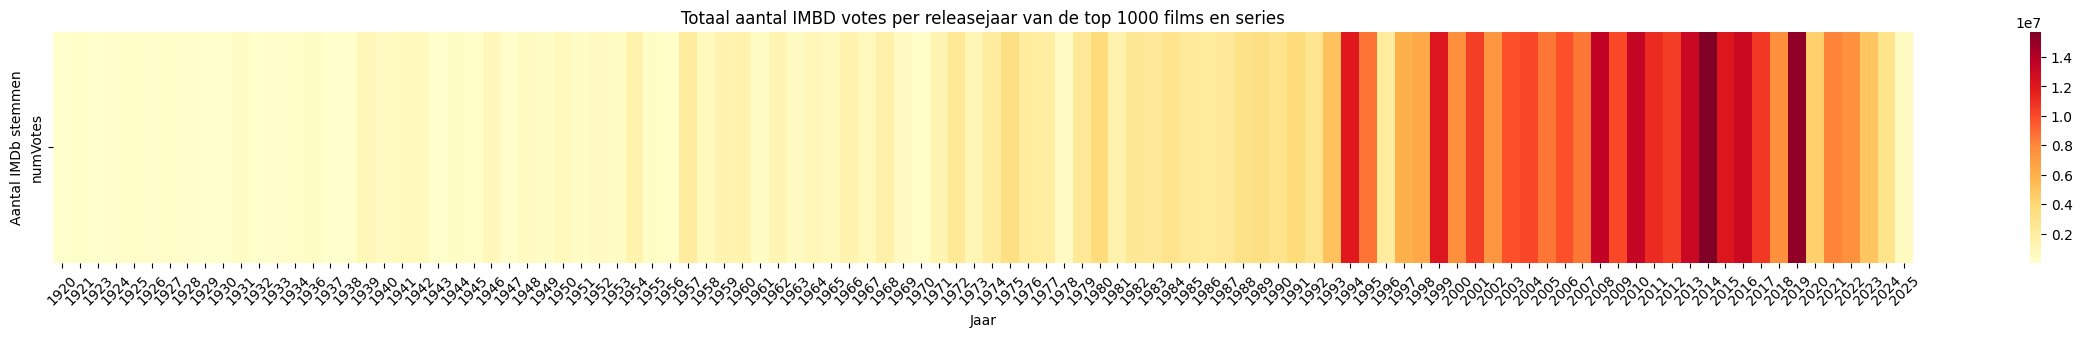 Totaal aantal IMBD votes per releasejaar van de top 1000 films en series
1e7
Aantal IMDb stemmen
numVotes
1.4
1.2
1.0
0.8
0.6
0.4
0.2
1920 1921 1923 1924 1925 1926 1927 1928 1929 1930 1931 1932 1933 1934 1936 1937 1938 1939 1940 1941 1942 1943 1944 1945 1946 1947 1948 1949 1950 1951 1952 1953 1954 1955 1956 1957 1958 1959 1960 1961 1962 1963 1964 1965 1966 1967 1968 1969 1970 1971 1972 1973 1974 1975 1976 1977 1978 1979 1980 1981 1982 1983 1984 1985 1986 1987 1988 1989 1990 1991 1992 1993 1994 1995 1996 1997 1998 1999 2000 2001 2002 2003 2004 2005 2006 2007 2008 2009 2010 2011 2012 2013 2014 2015 2016 2017 2018 2019 2020 2021 2022 2023 2024 2025
Jaar